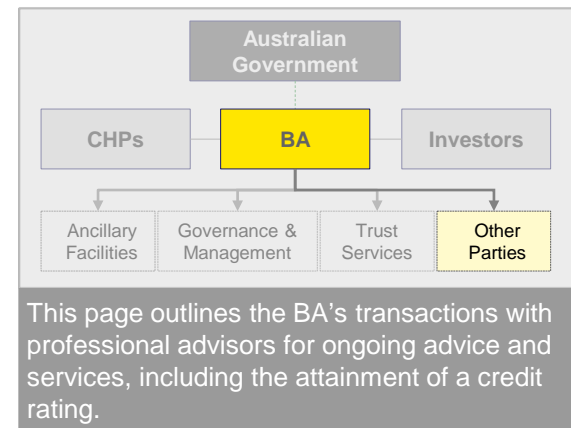 Australian
Government
CHPs
BA
Investors
Ancillary
Facilities
Governance &
Management
Trust
Services
Other
Parties
This page outlines the BA’s transactions with
professional advisors for ongoing advice and
services, including the attainment of a credit
rating.